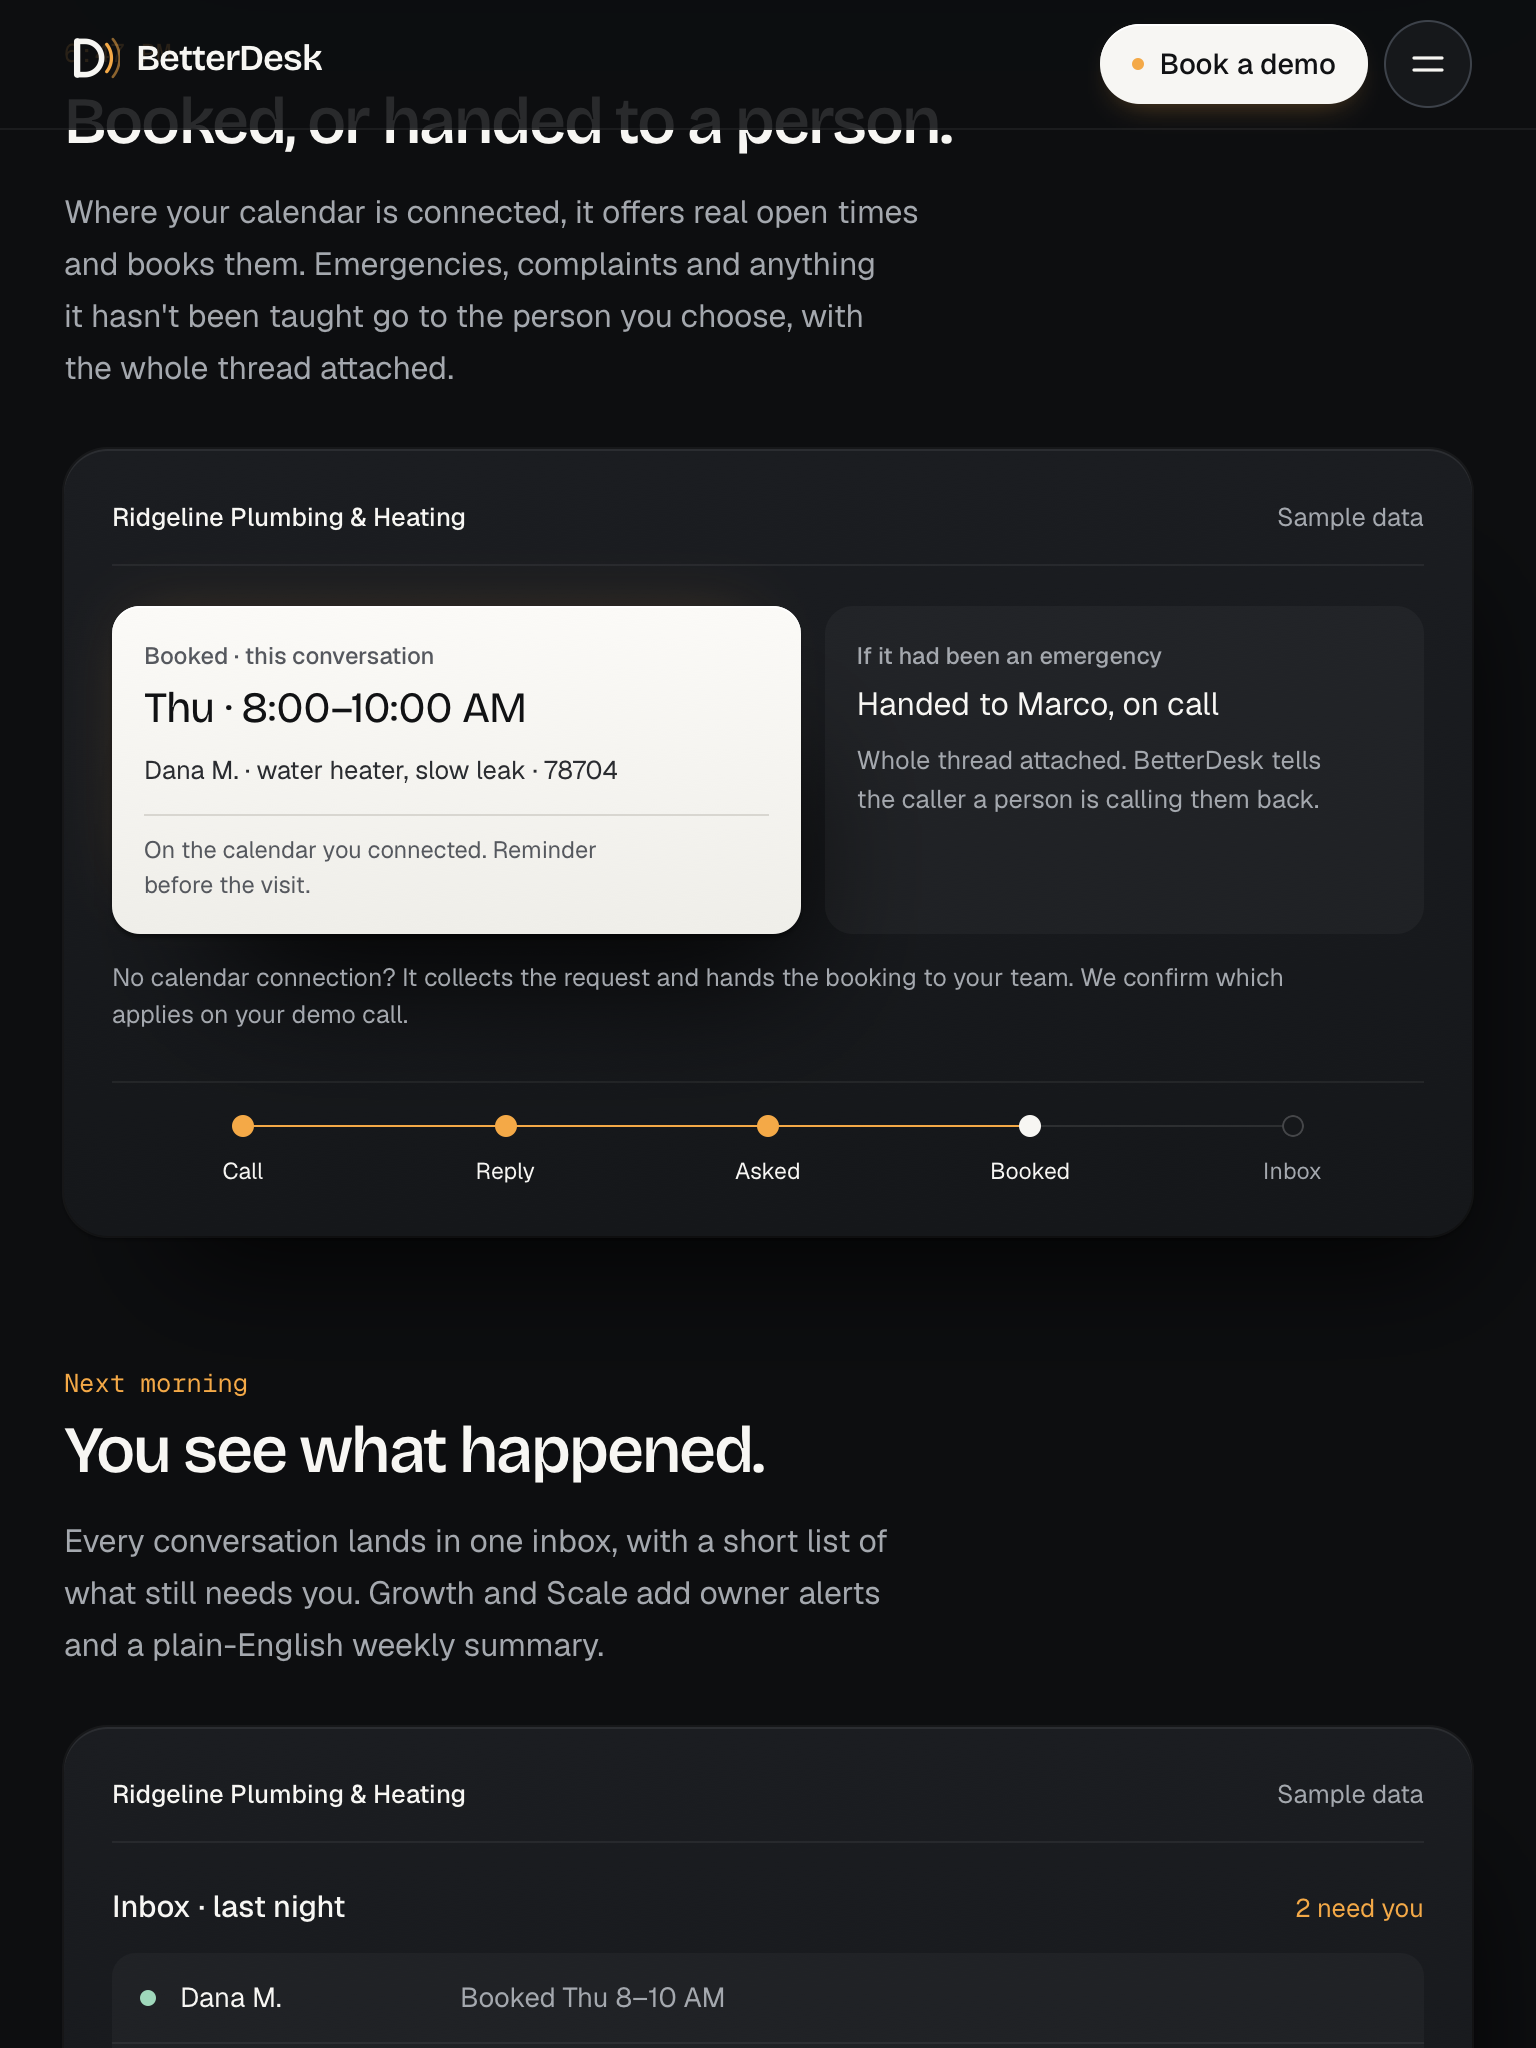 BetterDesk
Book a demo
Booked, or handed to a person.
Where your calendar is connected, it offers real open times
and books them. Emergencies, complaints and anything
it hasn't been taught go to the person you choose, with
the whole thread attached.
Ridgeline Plumbing & Heating
Sample data
Booked · this conversation
Thu · 8:00–10:00 AM
Dana M. · water heater, slow leak · 78704
On the calendar you connected. Reminder
before the visit.
If it had been an emergency
Handed to Marco, on call
Whole thread attached. BetterDesk tells
the caller a person is calling them back.
No calendar connection? It collects the request and hands the booking to your team. We confirm which
applies on your demo call.
Call
Reply
Asked
Booked
Inbox
Next morning
You see what happened.
Every conversation lands in one inbox, with a short list of
what still needs you. Growth and Scale add owner alerts
and a plain-English weekly summary.
Ridgeline Plumbing & Heating
Sample data
Inbox · last night
2 need you
Dana M.
Booked Thu 8–10 AM